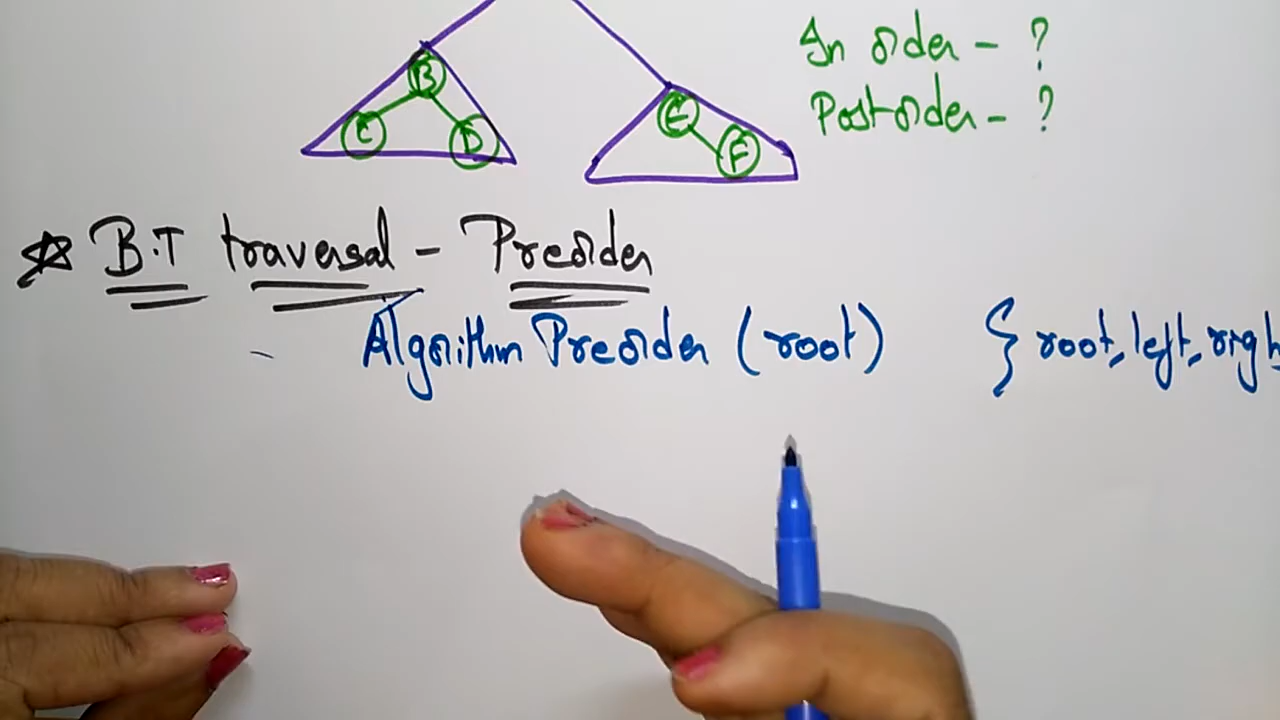 In order - ?
B
E
Post order - ?
C
D
F
B.T traversal - Preorder
Algorithm Preorder (root) { root, left, righ